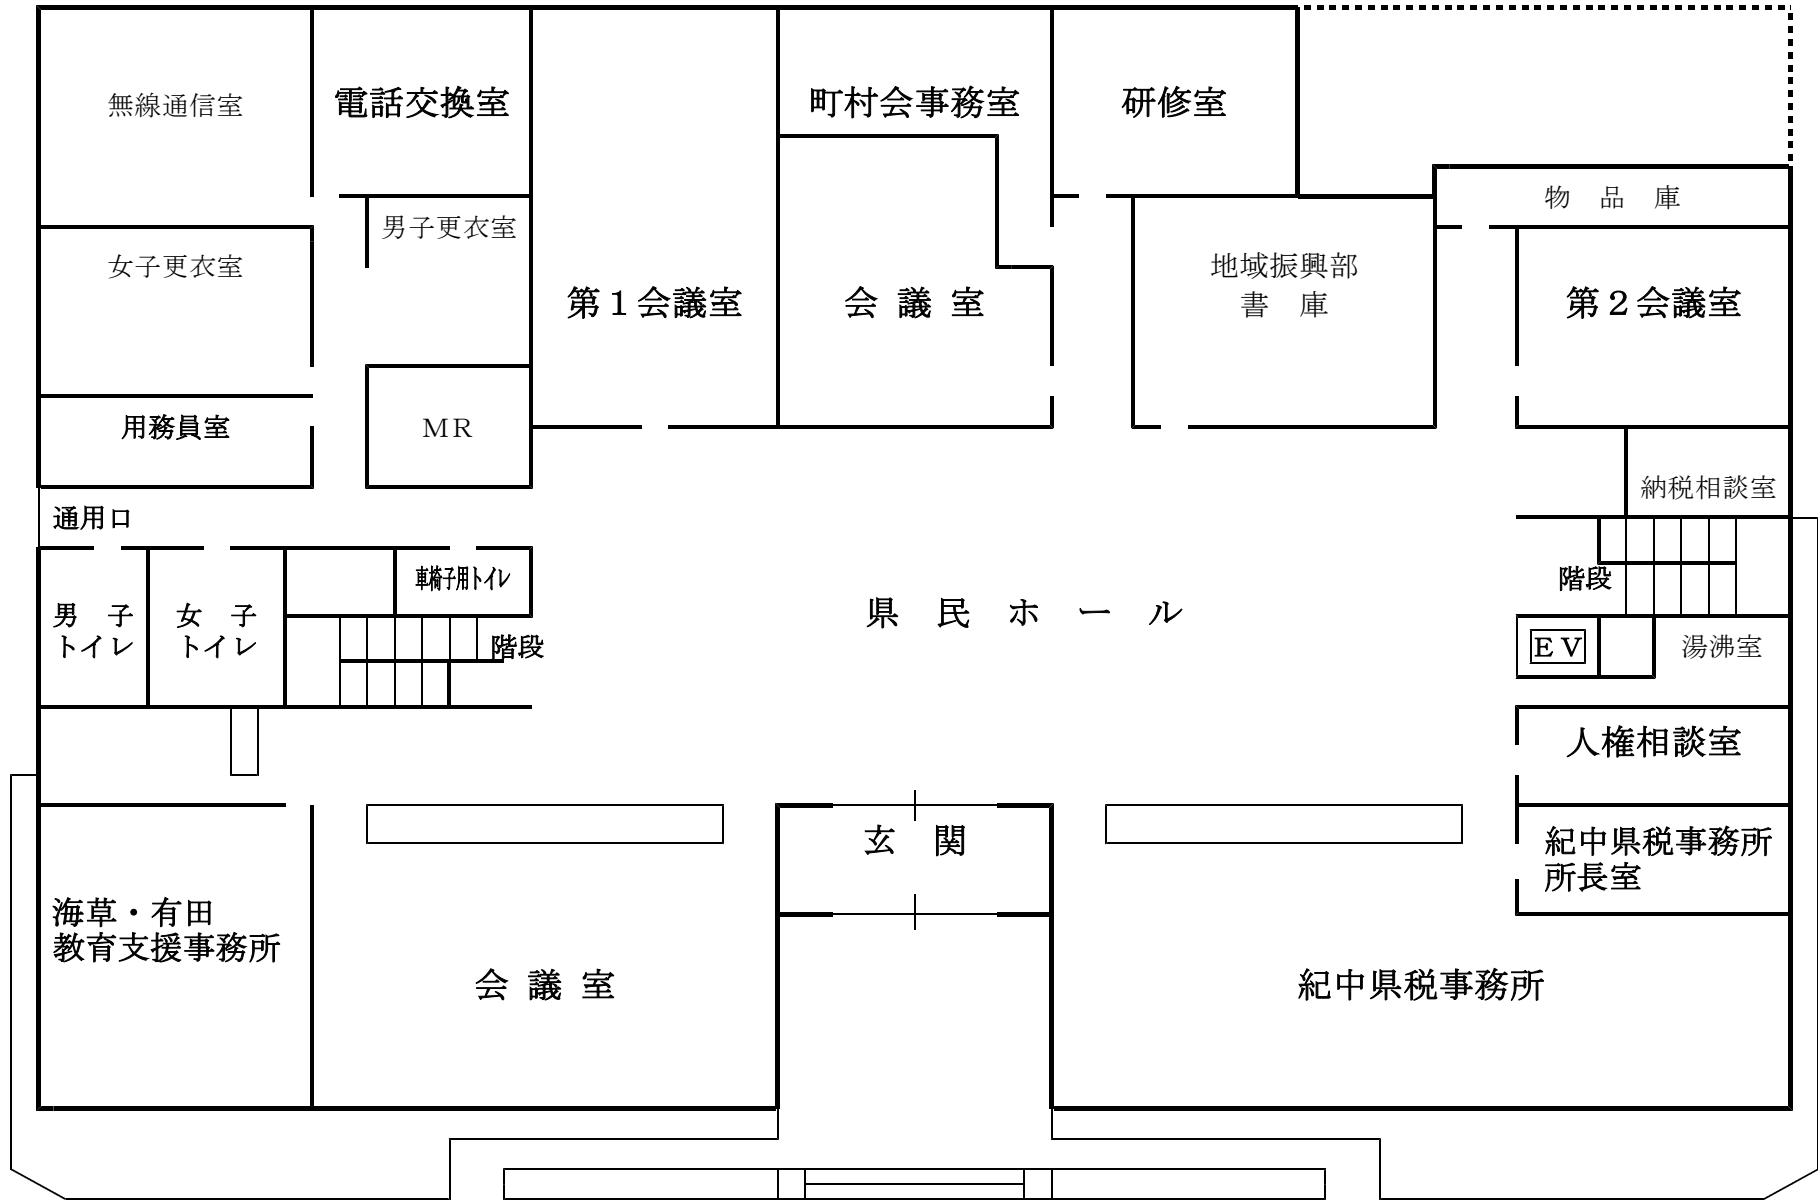 無線通信室
電話交換室
町村会事務室
研修室
物　品　庫
男子更衣室
女子更衣室
地域振興部
書　庫
第１会議室
会 議 室
第２会議室
用務員室
ＭＲ
納税相談室
通用口
車椅子用トイレ
階段
男　子
トイレ
女　子
トイレ
県　民　ホ　ー　ル
階段
ＥＶ
湯沸室
人権相談室
玄　関
紀中県税事務所
所長室
海草・有田
教育支援事務所
会 議 室
紀中県税事務所